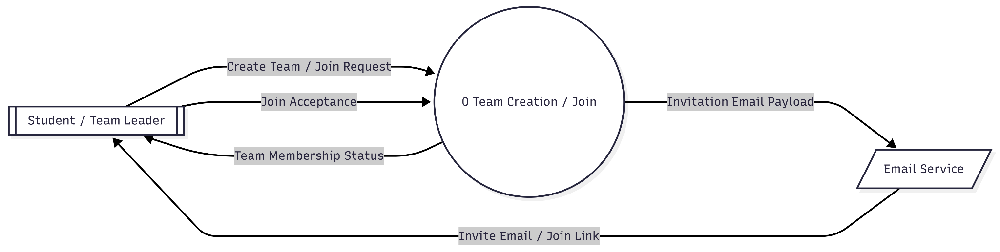 Create Team / Join Request
Join Acceptance
0 Team Creation / Join
Invitation Email Payload
Student / Team Leader
Team Membership Status
Email Service
Invite Email / Join Link